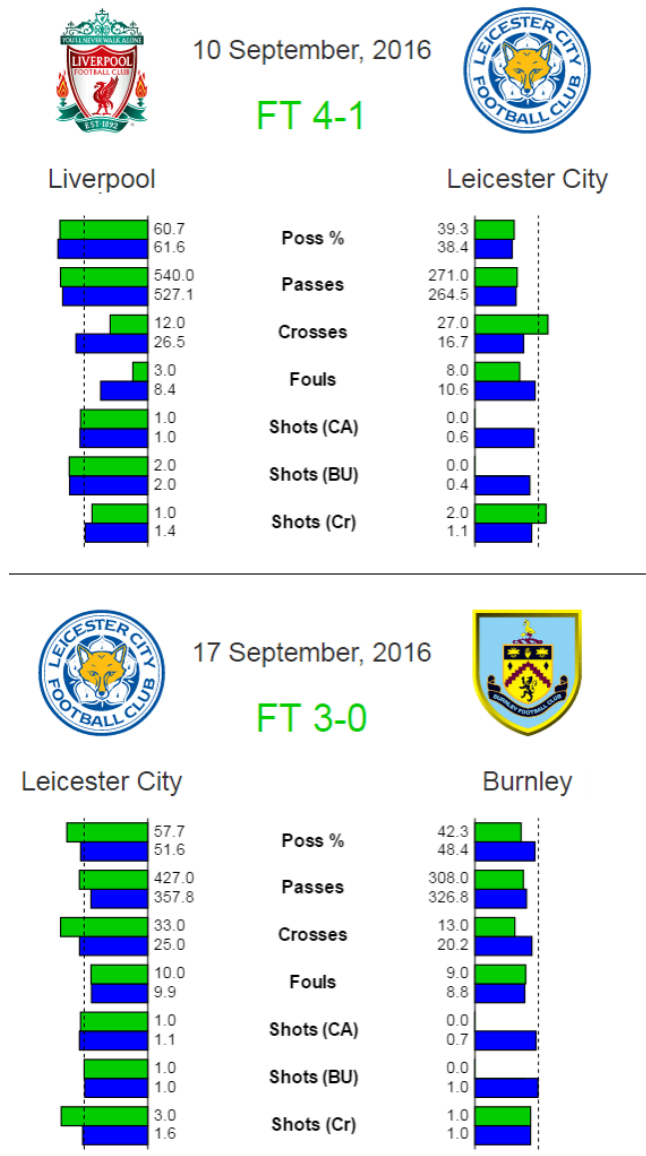 YOU'LL NEVER WALK ALONE
LIVERPOOL
FOOTBALL CLUB
EST·1892
10 September, 2016
FT 4-1
LEICESTER CITY
FOOTBALL CLUB
Liverpool
Leicester City
60.7 Poss % 39.3
61.6 38.4
540.0 Passes 271.0
527.1 264.5
12.0 Crosses 27.0
26.5 16.7
3.0 Fouls 8.0
8.4 10.6
1.0 Shots (CA) 0.0
1.0 0.6
2.0 Shots (BU) 0.0
2.0 0.4
1.0 Shots (Cr) 2.0
1.4 1.1
LEICESTER CITY
FOOTBALL CLUB
17 September, 2016
FT 3-0
BURNLEY FOOTBALL CLUB
Leicester City
Burnley
57.7 Poss % 42.3
51.6 48.4
427.0 Passes 308.0
357.8 326.8
33.0 Crosses 13.0
25.0 20.2
10.0 Fouls 9.0
9.9 8.8
1.0 Shots (CA) 0.0
1.1 0.7
1.0 Shots (BU) 0.0
1.0 1.0
3.0 Shots (Cr) 1.0
1.6 1.0